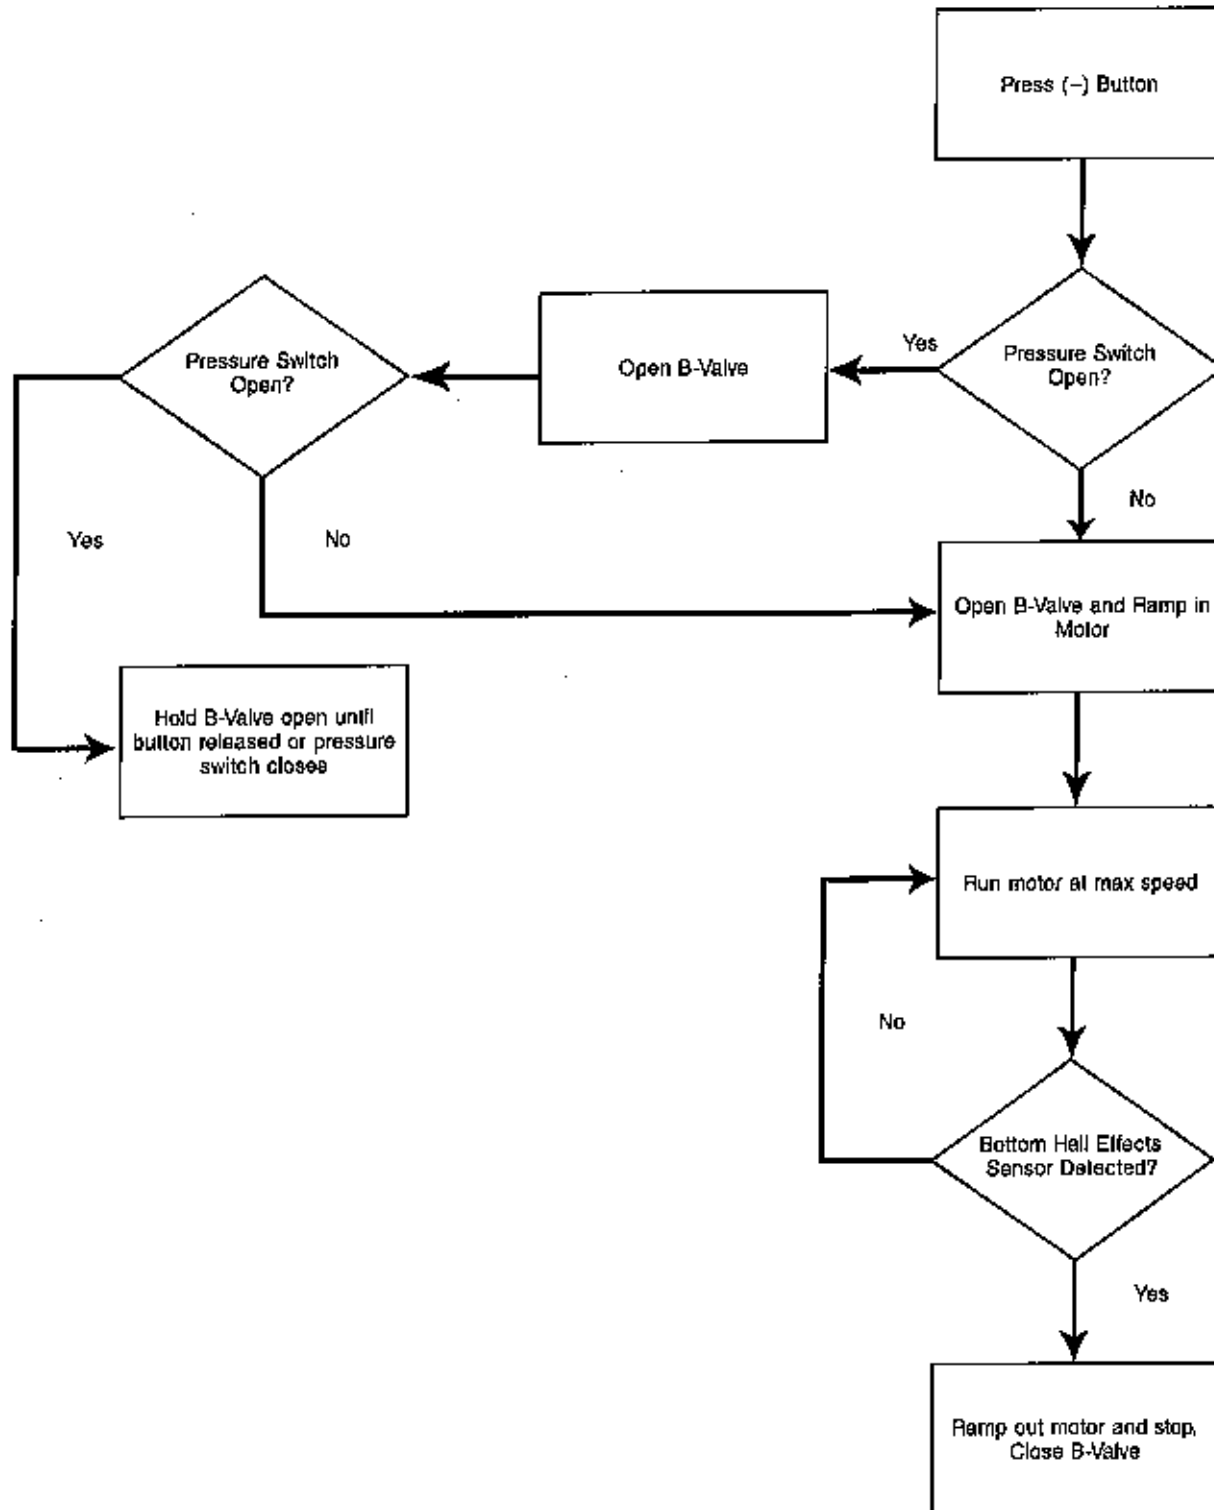 Press (–) Button
Pressure Switch
Open?
Yes
Open B-Valve
Pressure Switch
Open?
No
Yes
No
Open B-Valve and Ramp in
Motor
Hold B-Valve open until
button released or pressure
switch closes
Run motor at max speed
No
Bottom Hall Effects
Sensor Detected?
Yes
Ramp out motor and stop,
Close B-Valve